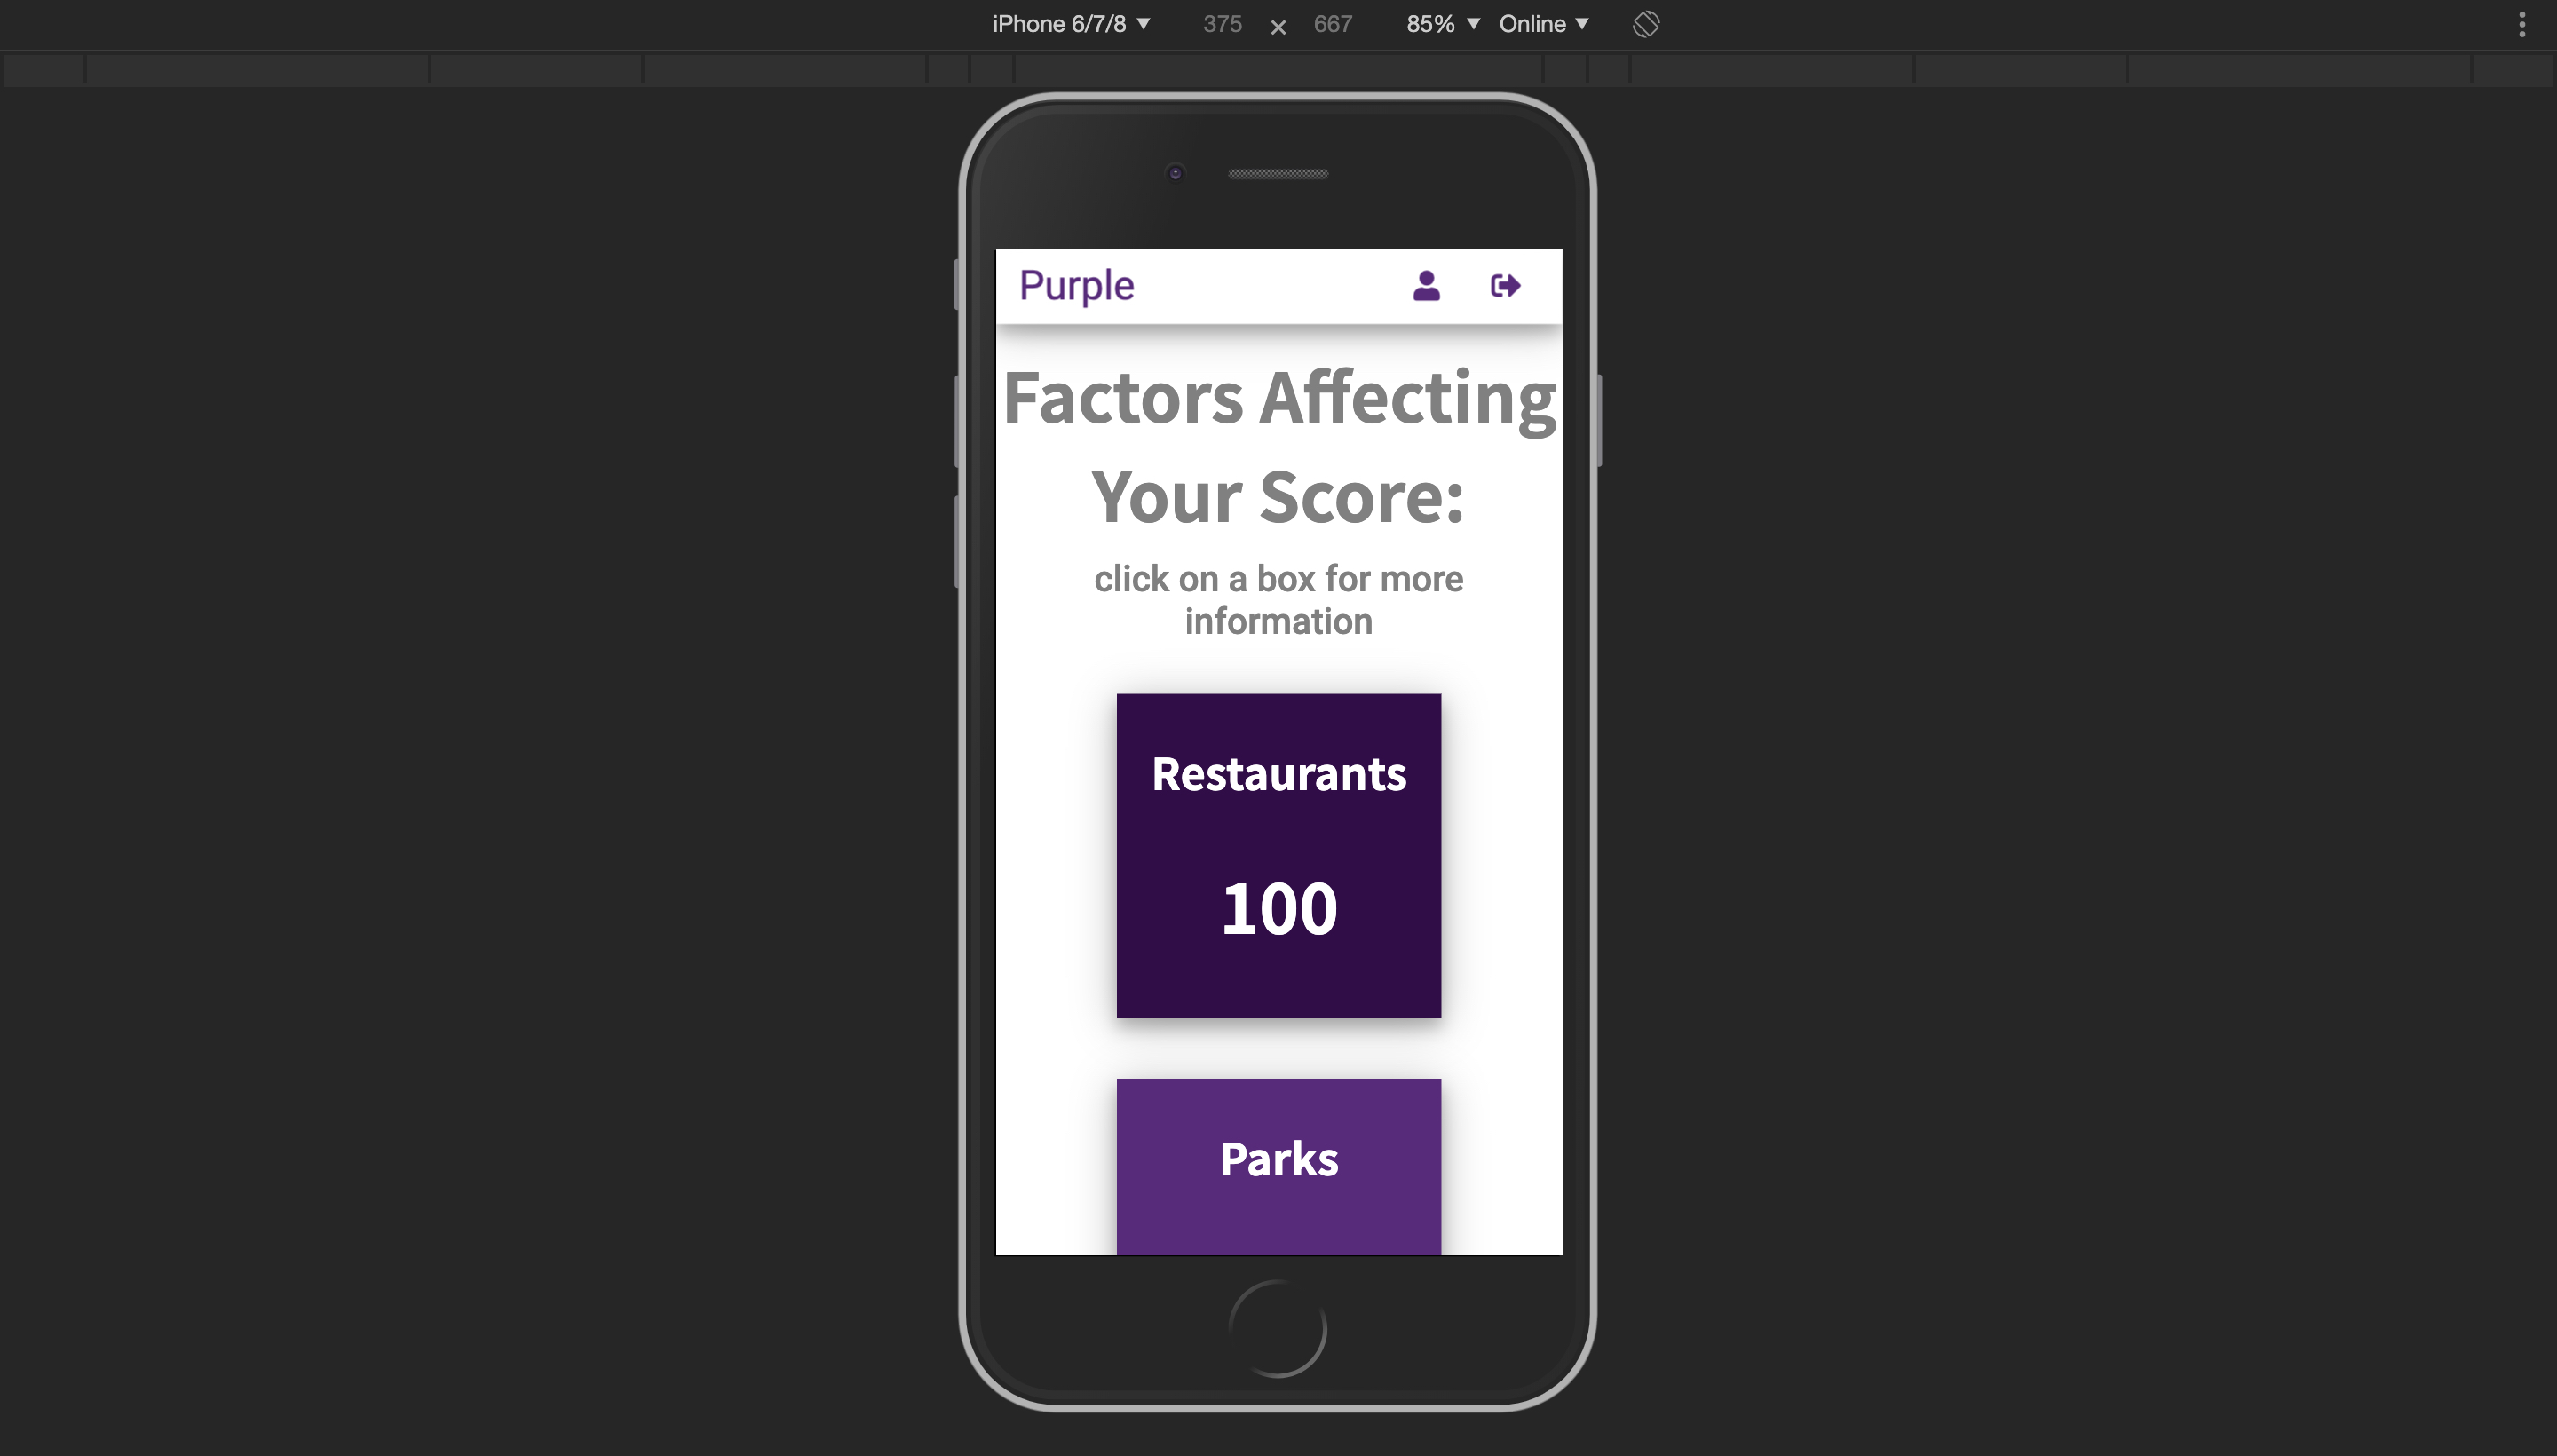 iPhone 6/7/8 ▼ 375 × 667 85% ▼ Online ▼
Purple
Factors Affecting
Your Score:
click on a box for more
information
Restaurants
100
Parks